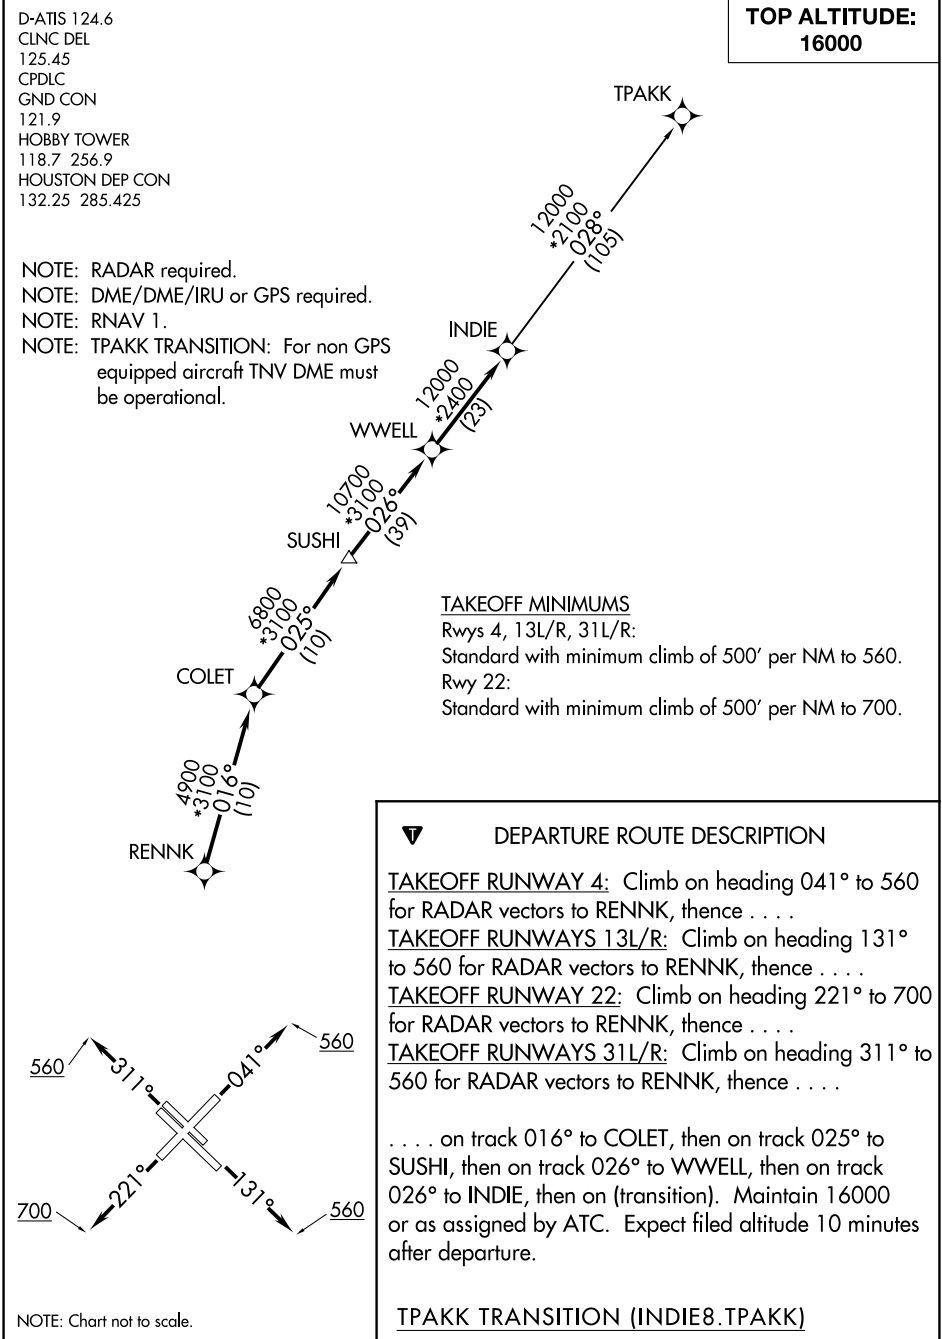 D-ATIS 124.6
CLNC DEL
125.45
CPDLC
GND CON
121.9
HOBBY TOWER
118.7 256.9
HOUSTON DEP CON
132.25 285.425
TOP ALTITUDE:
16000
NOTE: RADAR required.
NOTE: DME/DME/IRU or GPS required.
NOTE: RNAV 1.
NOTE: TPAKK TRANSITION: For non GPS
equipped aircraft TNV DME must
be operational.
TPAKK
12000
*2100
028°
(105)
INDIE
12000
*2400
(23)
WWELL
10700
*3100
026°
(39)
SUSHI
6800
*3100
025°
(10)
COLET
4900
*3100
016°
(10)
RENNK
TAKEOFF MINIMUMS
Rwys 4, 13L/R, 31L/R:
Standard with minimum climb of 500' per NM to 560.
Rwy 22:
Standard with minimum climb of 500' per NM to 700.
T
DEPARTURE ROUTE DESCRIPTION
TAKEOFF RUNWAY 4: Climb on heading 041° to 560
for RADAR vectors to RENNK, thence . . . .
TAKEOFF RUNWAYS 13L/R: Climb on heading 131°
to 560 for RADAR vectors to RENNK, thence . . . .
TAKEOFF RUNWAY 22: Climb on heading 221° to 700
for RADAR vectors to RENNK, thence . . . .
TAKEOFF RUNWAYS 31L/R: Climb on heading 311° to
560 for RADAR vectors to RENNK, thence . . . .
. . . . on track 016° to COLET, then on track 025° to
SUSHI, then on track 026° to WWELL, then on track
026° to INDIE, then on (transition). Maintain 16000
or as assigned by ATC. Expect filed altitude 10 minutes
after departure.
TPAKK TRANSITION (INDIE8.TPAKK)
560
311°
041°
560
700
221°
131°
560
NOTE: Chart not to scale.